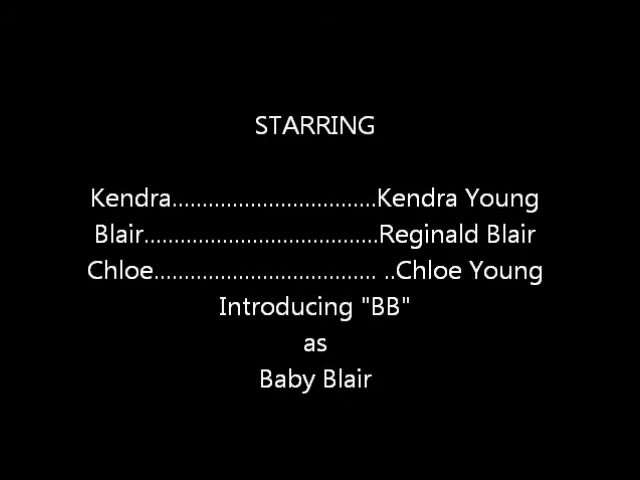 STARRING
Kendra..................................Kendra Young
Blair.......................................Reginald Blair
Chloe..................................... ..Chloe Young
Introducing "BB"
as
Baby Blair